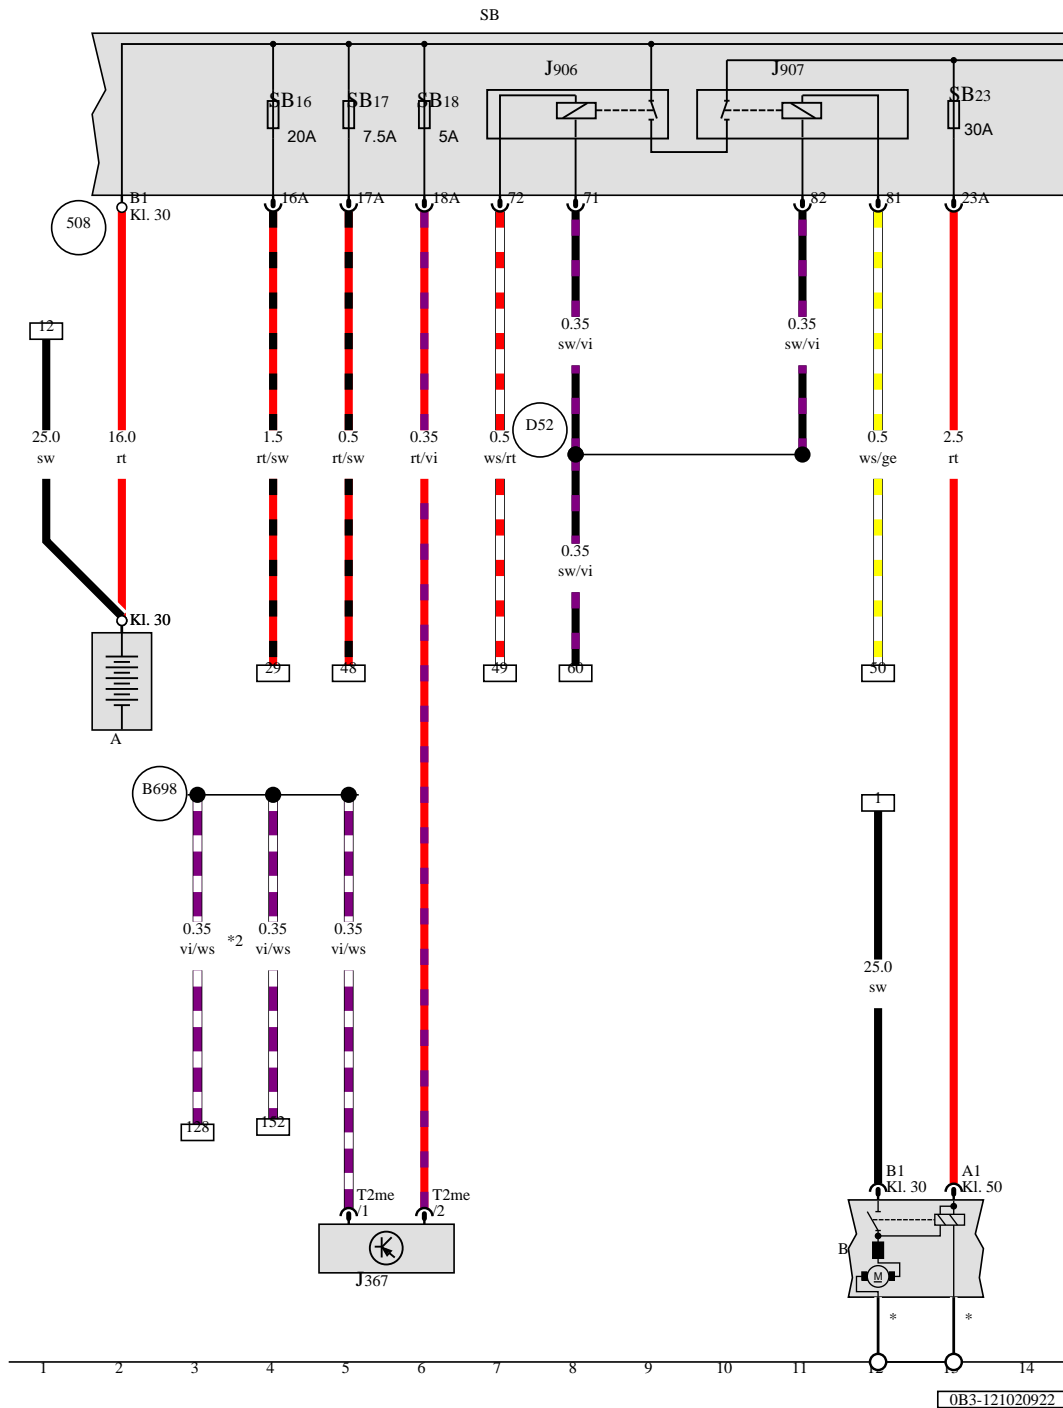 SB
J906
J907
SB16
SB17
SB18
SB23
20A
7.5A
5A
30A
B1
Kl. 30
16A
17A
18A
72
71
82
81
23A
508
12
0.35
sw/vi
0.35
sw/vi
D52
25.0
sw
16.0
rt
1.5
rt/sw
0.5
rt/sw
0.35
rt/vi
0.5
ws/rt
0.5
ws/ge
2.5
rt
0.35
sw/vi
Kl. 30
29
48
49
60
50
A
B698
1
0.35
vi/ws
*2
0.35
vi/ws
0.35
vi/ws
25.0
sw
128
152
T2me
/1
T2me
/2
B1
Kl. 30
A1
Kl. 50
B
M
J367
*
*
1 2 3 4 5 6 7 8 9 10 11 12 13 14
0B3-121020922